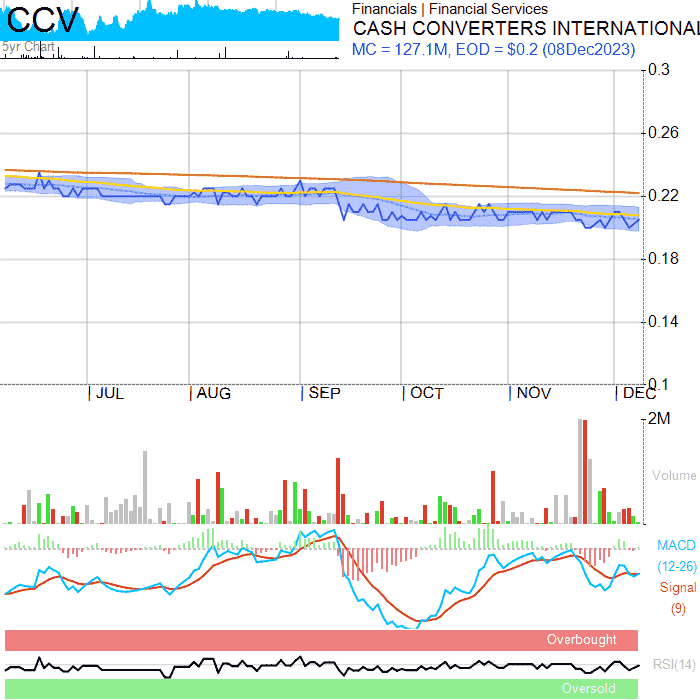 CCV
5yr Chart
Financials | Financial Services
CASH CONVERTERS INTERNATIONAL
MC = 127.1M, EOD = $0.2 (08Dec2023)
0.3
0.26
0.22
0.18
0.14
0.1
JUL AUG SEP OCT NOV DEC
2M
Volume
MACD
(12-26)
Signal
(9)
Overbought
RSI(14)
Oversold